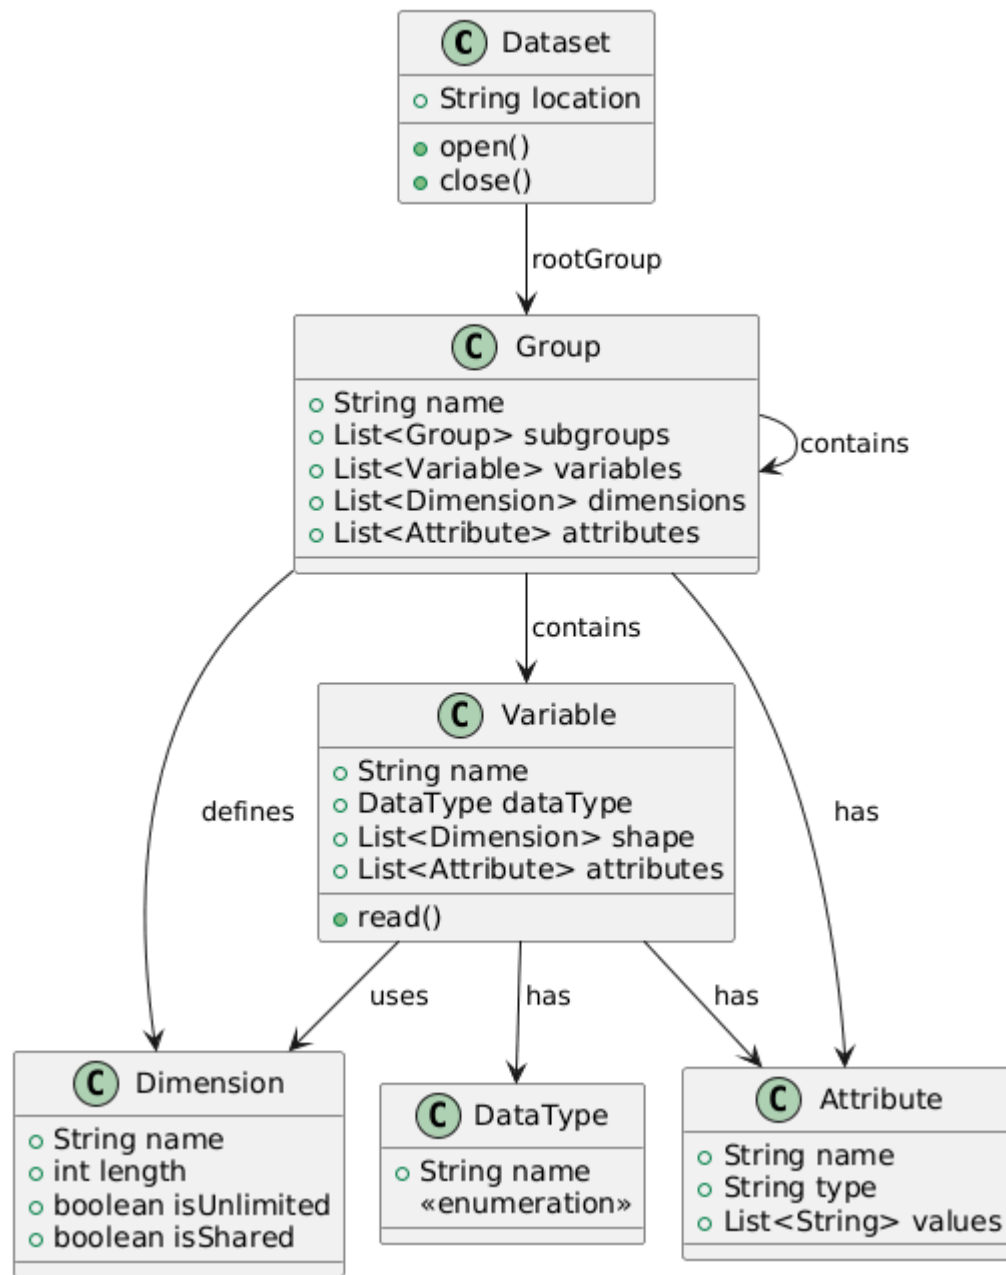 C Dataset
String location
open()
close()
rootGroup
C Group
String name
List<Group> subgroups
List<Variable> variables
List<Dimension> dimensions
List<Attribute> attributes
contains
contains
C Variable
String name
DataType dataType
List<Dimension> shape
List<Attribute> attributes
read()
defines
has
uses
has
has
C Dimension
String name
int length
boolean isUnlimited
boolean isShared
C DataType
String name
«enumeration»
C Attribute
String name
String type
List<String> values